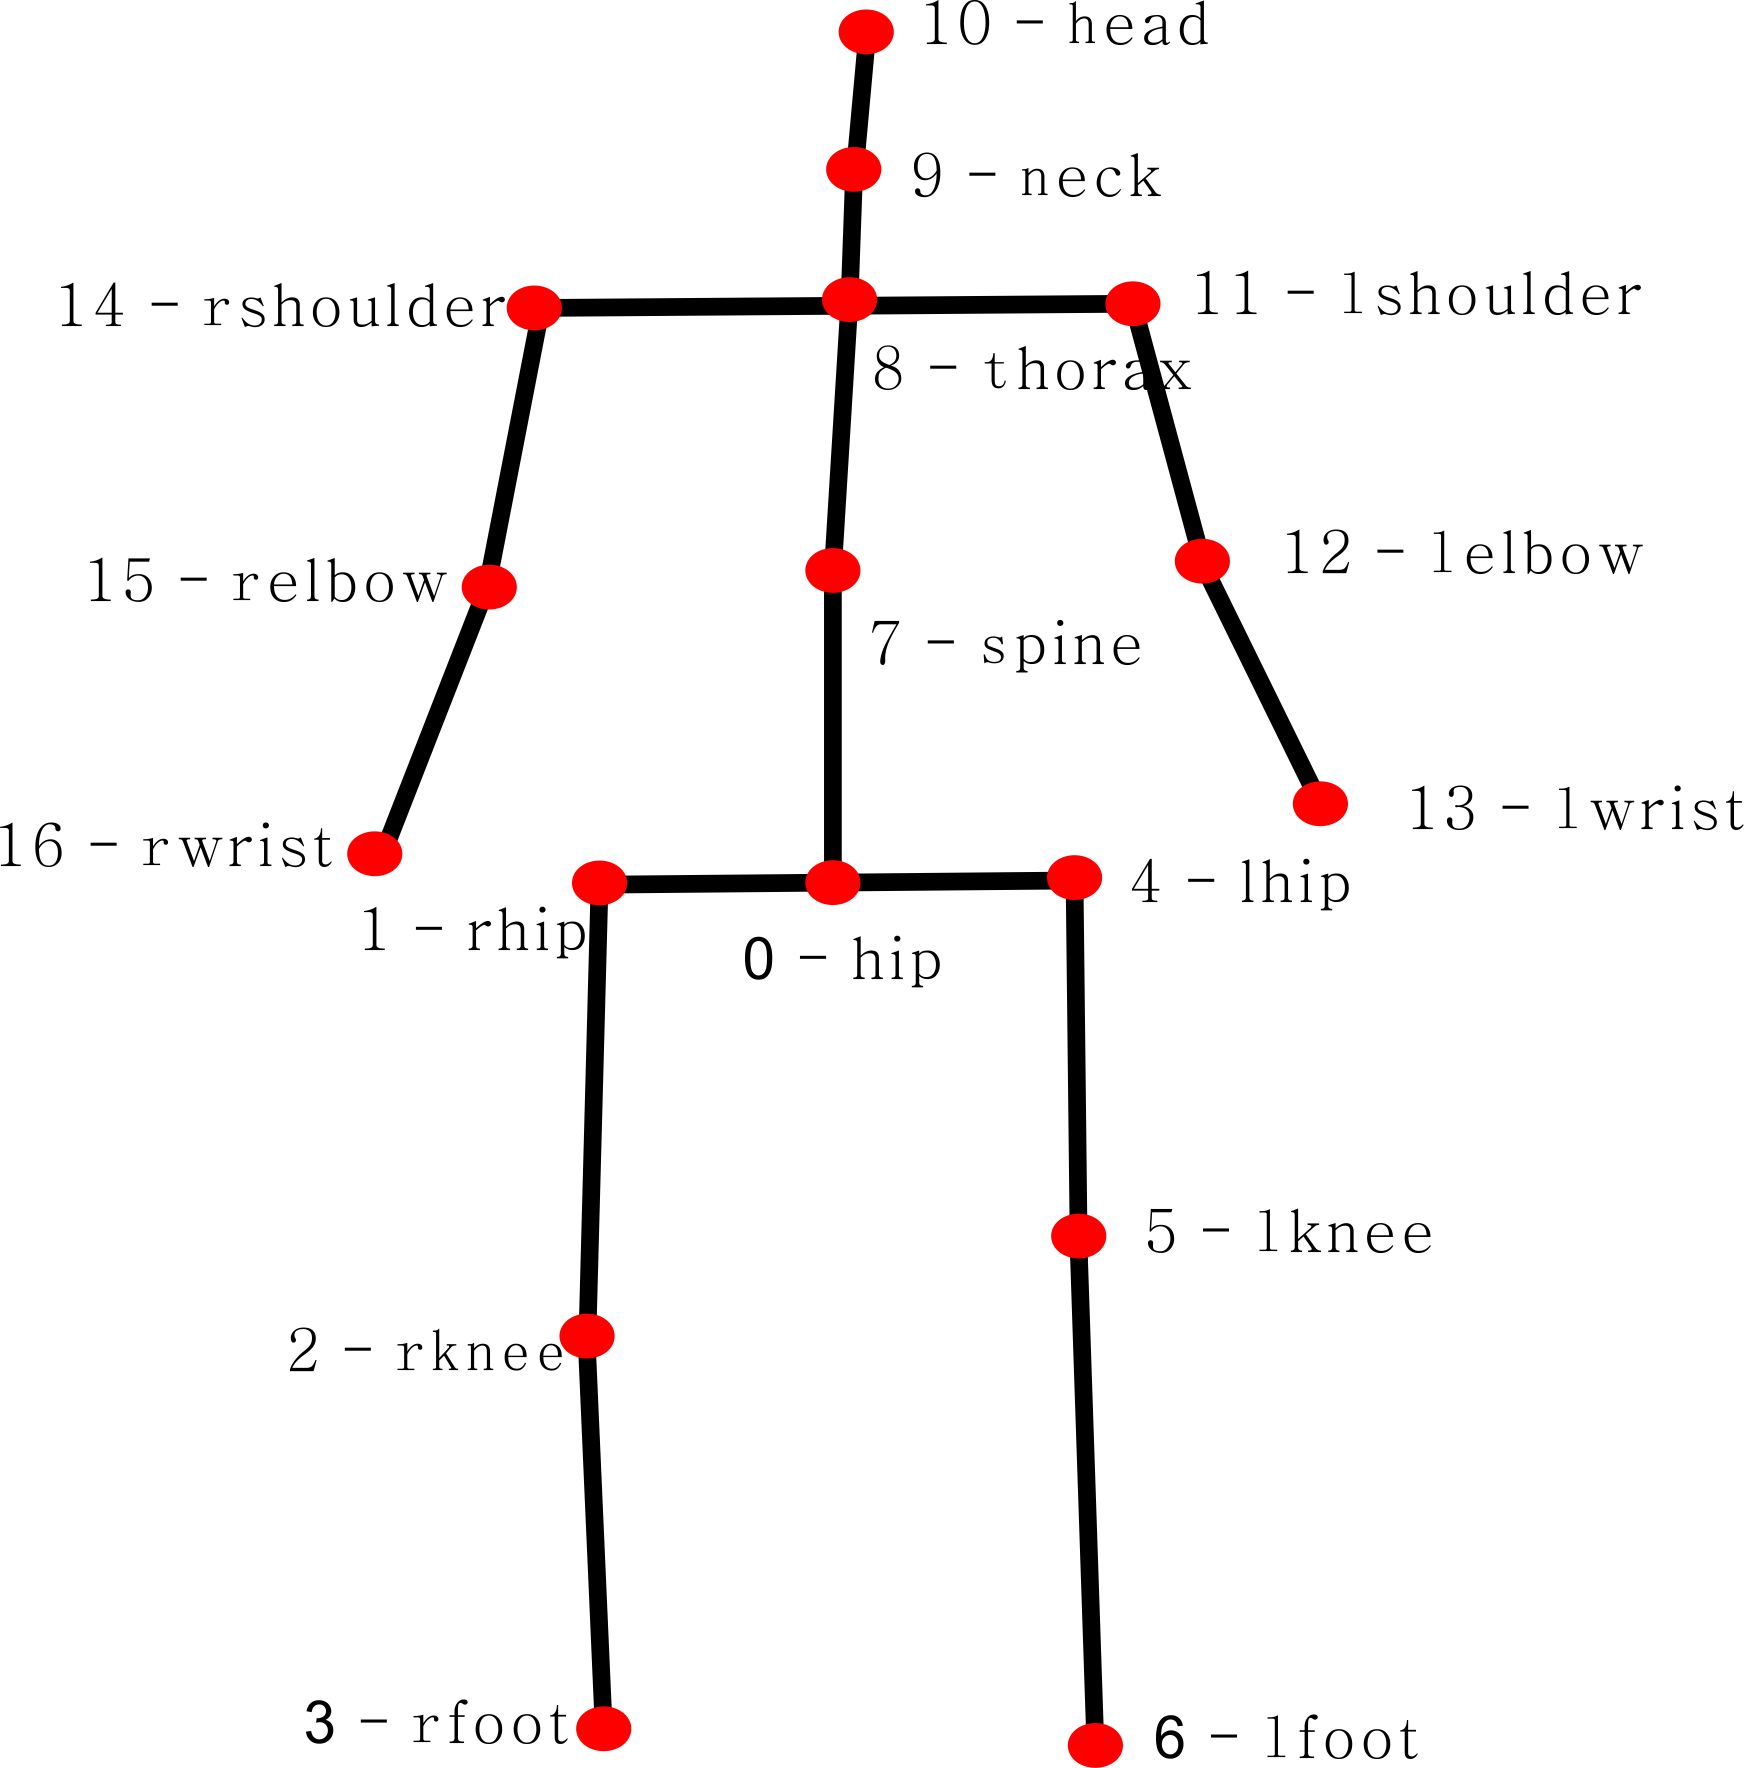 10 - head
9 - neck
14 - rshoulder
11 - lshoulder
8 - thorax
15 - relbow
12 - lelbow
7 - spine
16 - rwrist
13 - lwrist
1 - rhip
4 - lhip
0 - hip
5 - lknee
2 - rknee
3 - rfoot
6 - lfoot